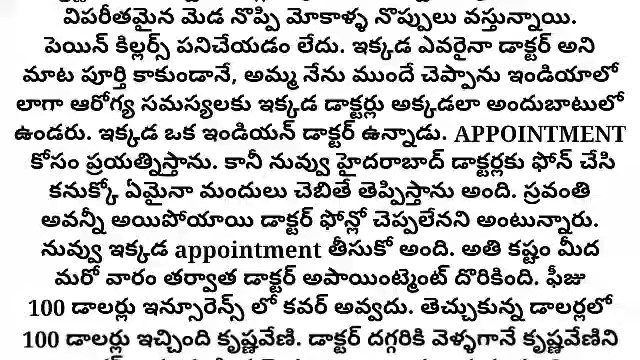 విపరీతమైన మెడ నొప్పి మోకాళ్ళ నొప్పులు వస్తున్నాయి.
పెయిన్ కిల్లర్స్ పనిచేయడం లేదు. ఇక్కడ ఎవరైనా డాక్టర్ అని
మాట పూర్తి కాకుండానే, అమ్మ నేను ముందే చెప్పాను ఇండియాలో
లాగా ఆరోగ్య సమస్యలకు ఇక్కడ డాక్టర్లు అక్కడలా అందుబాటులో
ఉండరు. ఇక్కడ ఒక ఇండియన్ డాక్టర్ ఉన్నాడు. APPOINTMENT
కోసం ప్రయత్నిస్తాను. కానీ నువ్వు హైదరాబాద్ డాక్టర్లకు ఫోన్ చేసి
కనుక్కో ఏమైనా మందులు చెబితే తెప్పిస్తాను అంది. స్రవంతి
అవన్నీ అయిపోయాయి డాక్టర్ ఫోన్లో చెప్పలేనని అంటున్నారు.
నువ్వు ఇక్కడ appointment తీసుకో అంది. అతి కష్టం మీద
మరో వారం తర్వాత డాక్టర్ అపాయింట్మెంట్ దొరికింది. ఫీజు
100 డాలర్లు ఇన్సూరెన్స్ లో కవర్ అవ్వదు. తెచ్చుకున్న డాలర్లలో
100 డాలర్లు ఇచ్చింది కృష్ణవేణి. డాక్టర్ దగ్గరికి వెళ్ళగానే కృష్ణవేణిని